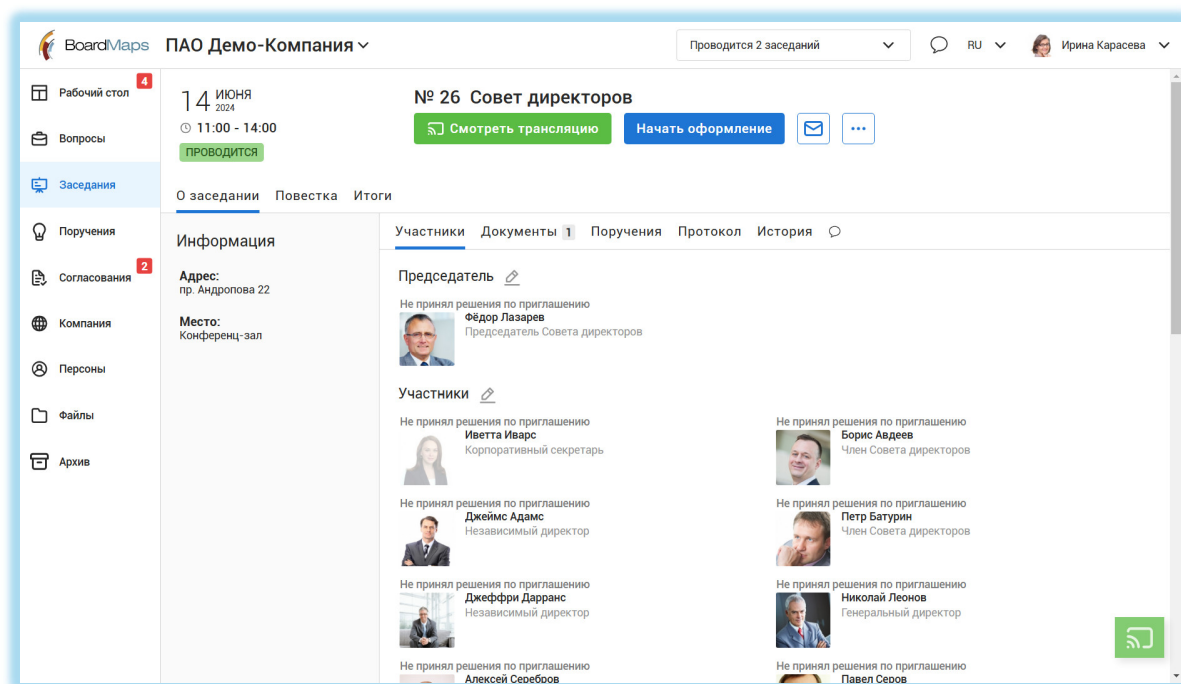 BoardMaps ПАО Демо-Компания Проводится 2 заседаний RU Ирина Карасева
Рабочий стол 4
Вопросы
Заседания
Поручения
Согласования 2
Компания
Персоны
Файлы
Архив
14 ИЮНЯ 2024
11:00 - 14:00
ПРОВОДИТСЯ
№ 26 Совет директоров
Смотреть трансляцию Начать оформление ...
О заседании Повестка Итоги
Информация
Адрес:
пр. Андропова 22
Место:
Конференц-зал
Участники Документы 1 Поручения Протокол История
Председатель
Не принял решения по приглашению
Фёдор Лазарев
Председатель Совета директоров
Участники
Не принял решения по приглашению
Иветта Иварс
Корпоративный секретарь
Не принял решения по приглашению
Борис Авдеев
Член Совета директоров
Не принял решения по приглашению
Джеймс Адамс
Независимый директор
Не принял решения по приглашению
Петр Батурин
Член Совета директоров
Не принял решения по приглашению
Джеффри Дарранс
Независимый директор
Не принял решения по приглашению
Николай Леонов
Генеральный директор
Не принял решения по приглашению
Алексей Серебров
Не принял решения по приглашению
Павел Серов